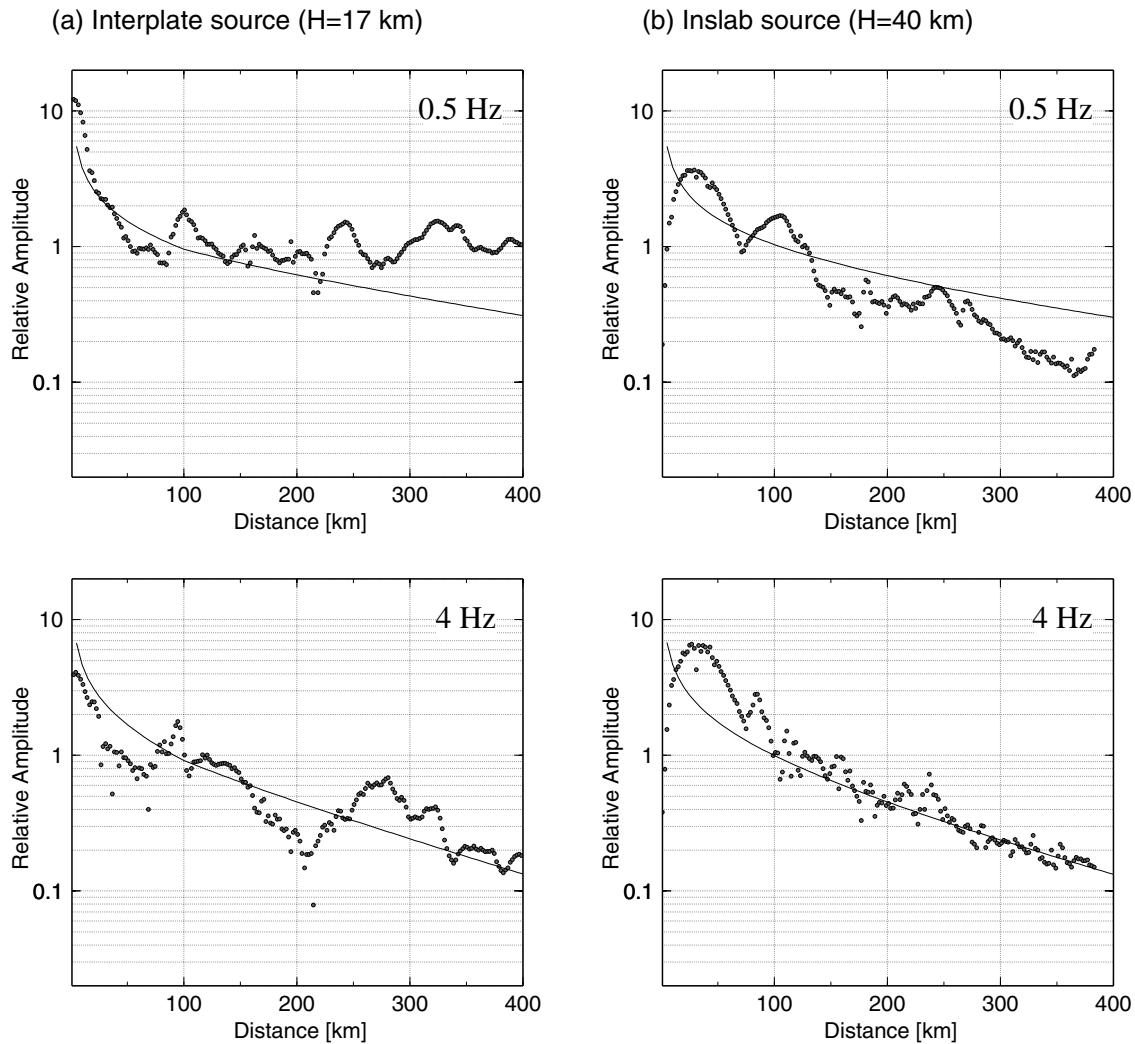 (a) Interplate source (H=17 km)
(b) Inslab source (H=40 km)
0.5 Hz
10
1
0.1
Relative Amplitude
100
200
300
400
Distance [km]
0.5 Hz
10
1
0.1
Relative Amplitude
100
200
300
400
Distance [km]
4 Hz
10
1
0.1
Relative Amplitude
100
200
300
400
Distance [km]
4 Hz
10
1
0.1
Relative Amplitude
100
200
300
400
Distance [km]